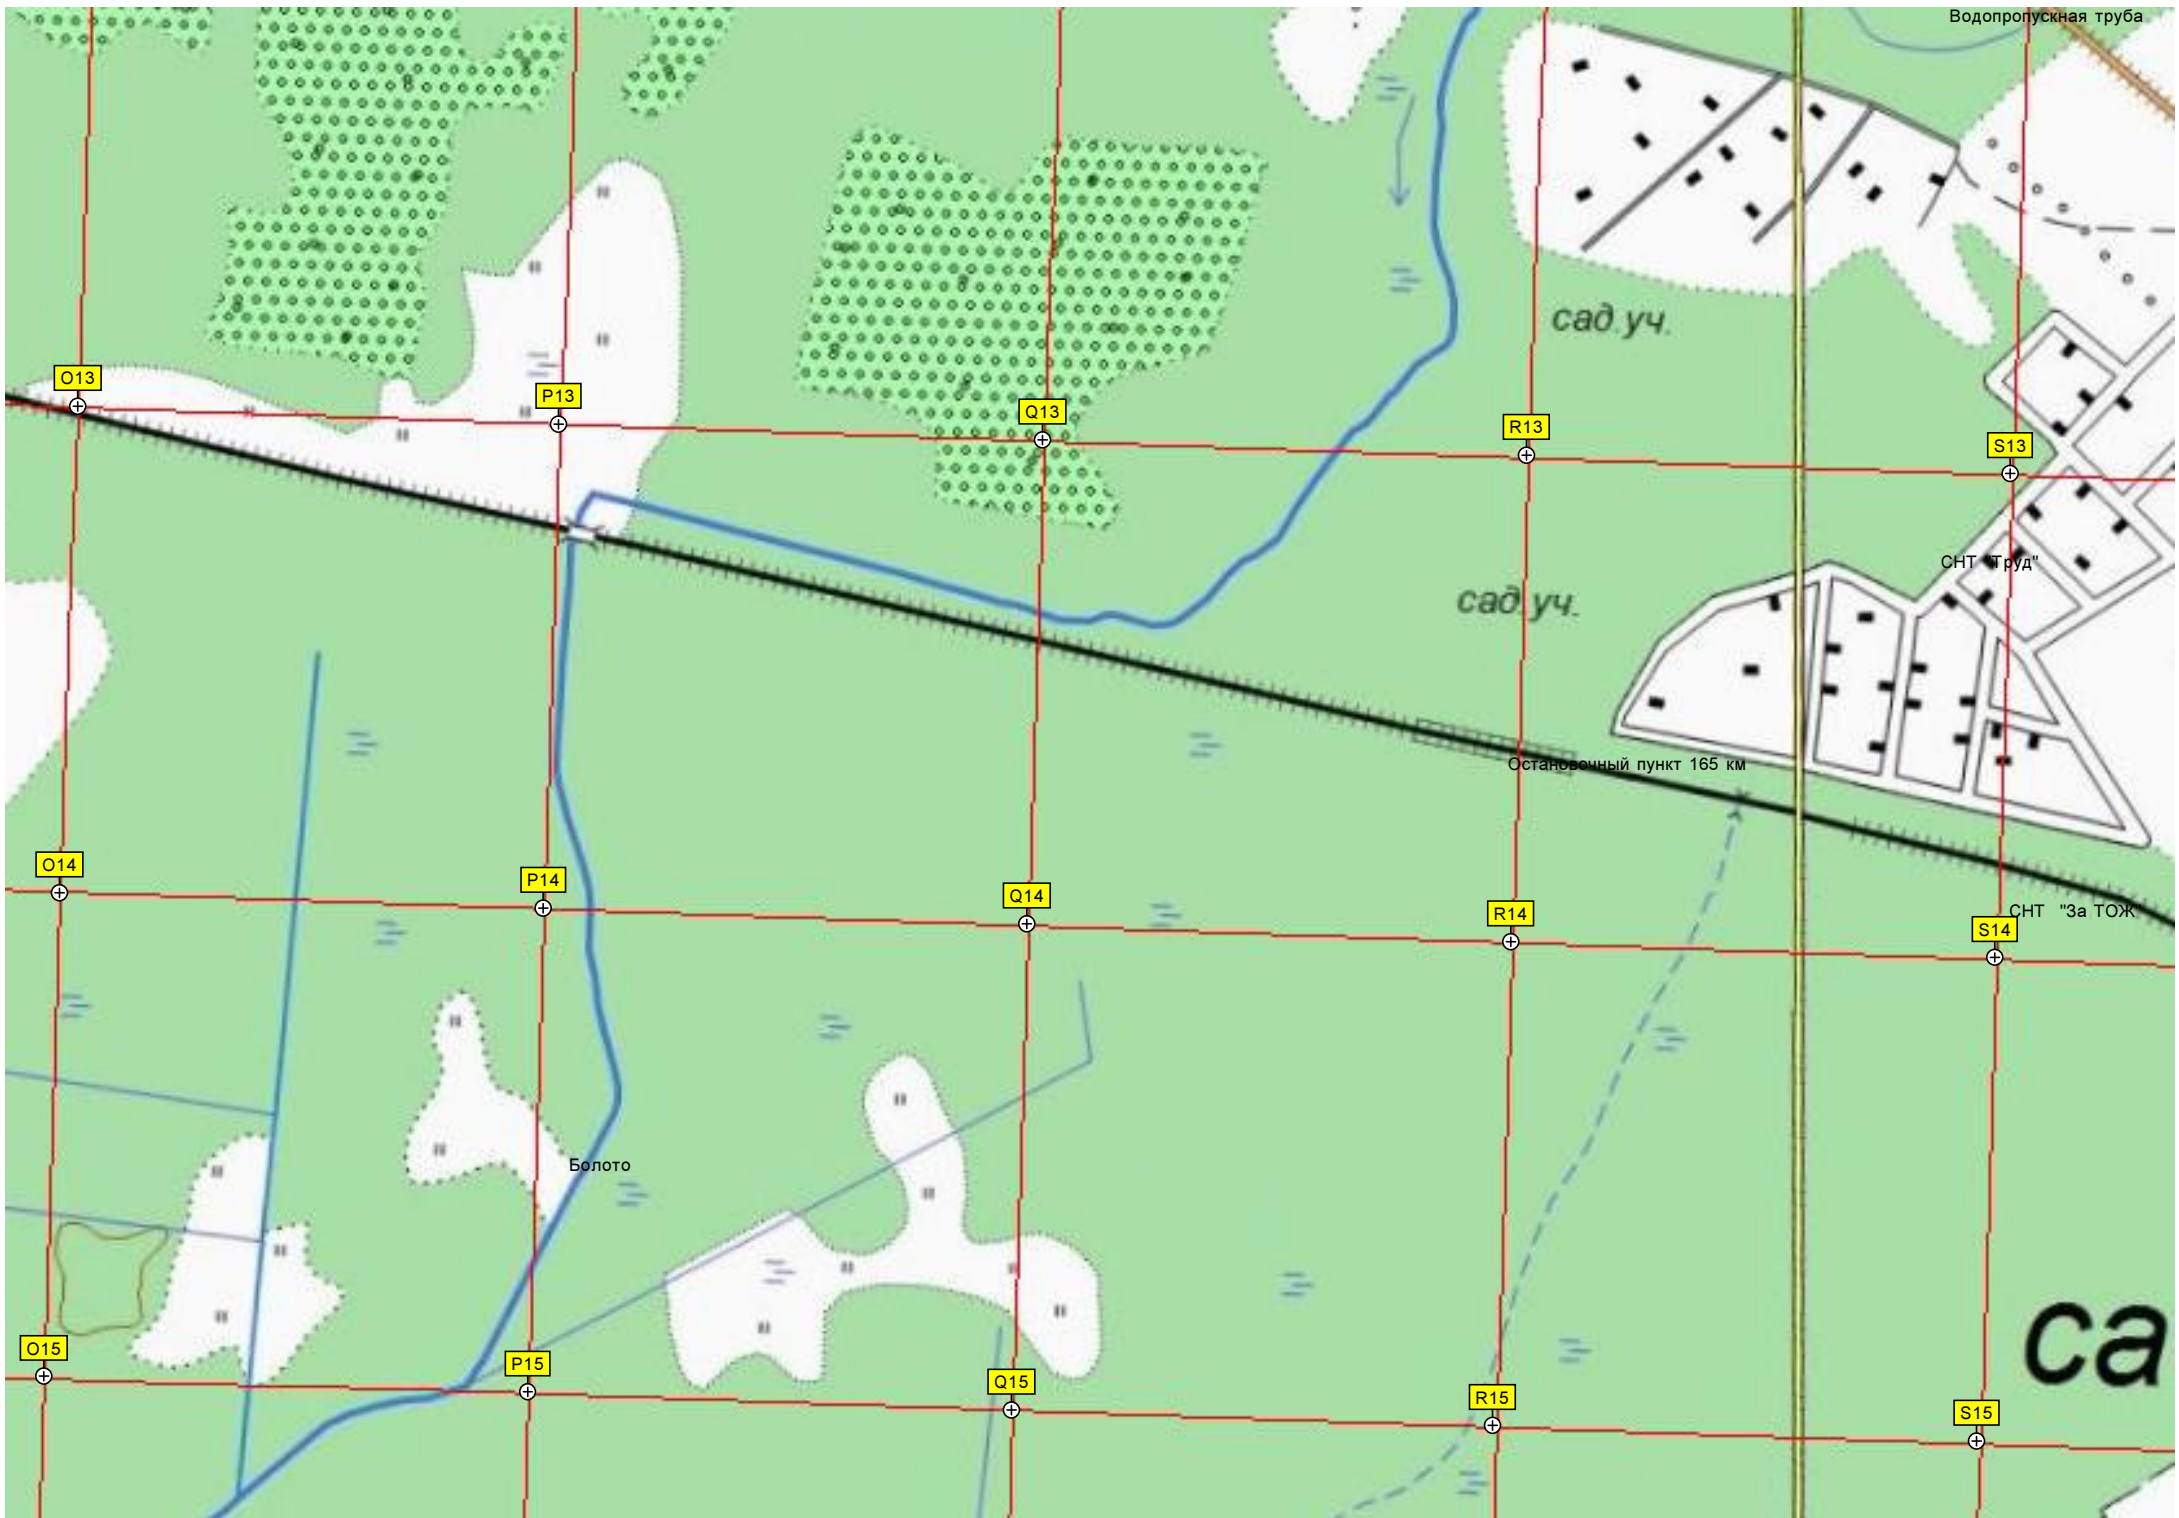 Водопропускная труба
сад.уч.
O13
P13
Q13
R13
S13
СНТ "Труд"
сад.уч.
Остановочный пункт 165 км
O14
P14
Q14
R14
СНТ "За ТОЖ"
S14
Болото
са
O15
P15
Q15
R15
S15